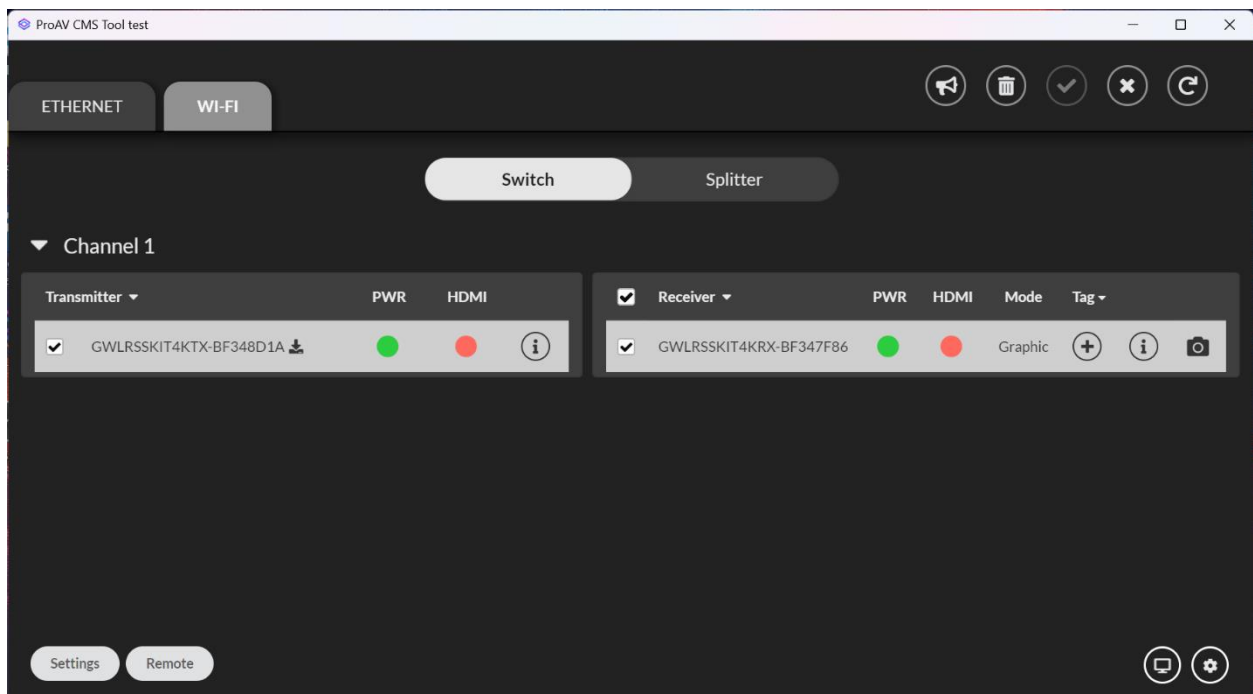 ProAV CMS Tool test
ETHERNET WI-FI
Switch Splitter
Channel 1
Transmitter PWR HDMI Receiver PWR HDMI Mode Tag
GWLRSSKIT4KTX-BF348D1A GWLRSSKIT4KRX-BF347F86 Graphic
Settings Remote